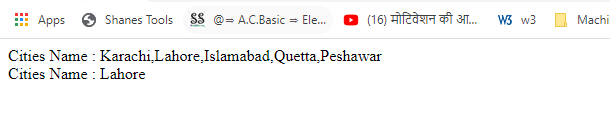 Apps Shanes Tools @⇒ A.C.Basic ⇒ Ele... (16) मोटिवेशन की आ... W3 w3 Machi
Cities Name : Karachi,Lahore,Islamabad,Quetta,Peshawar
Cities Name : Lahore